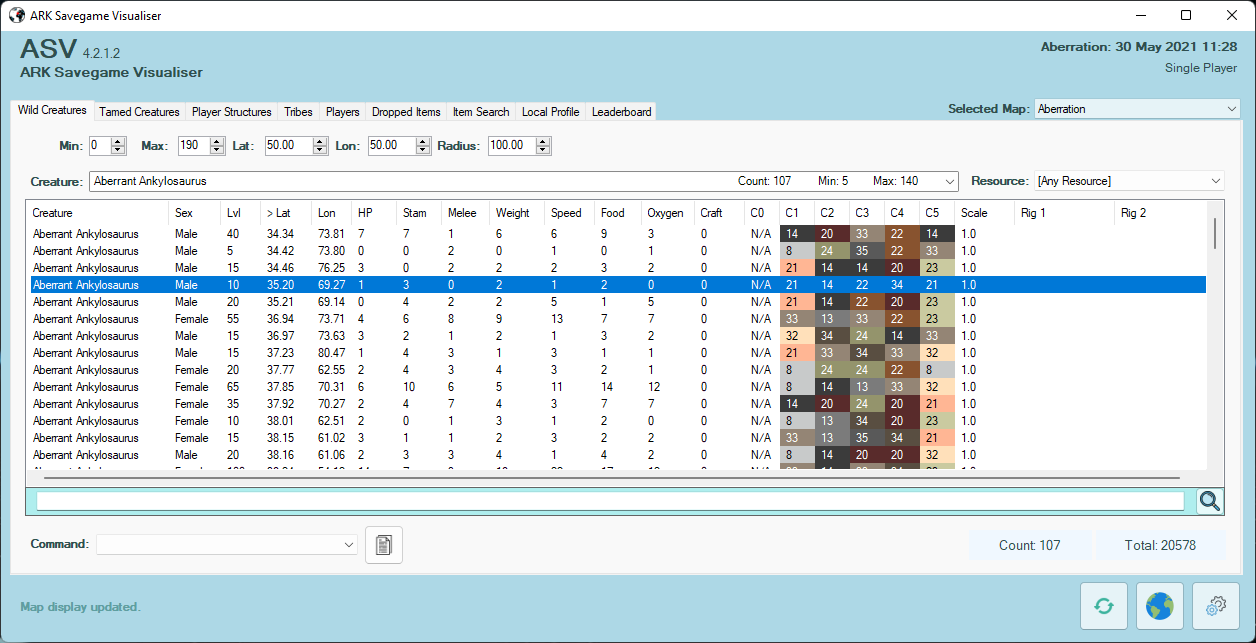 ARK Savegame Visualiser
ASV 4.2.1.2
ARK Savegame Visualiser
Aberration: 30 May 2021 11:28
Single Player
Wild Creatures Tamed Creatures Player Structures Tribes Players Dropped Items Item Search Local Profile Leaderboard
Selected Map: Aberration
Min: 0 Max: 190 Lat: 50.00 Lon: 50.00 Radius: 100.00
Creature: Aberrant Ankylosaurus Count: 107 Min: 5 Max: 140 Resource: [Any Resource]
Creature Sex Lvl > Lat Lon HP Stam Melee Weight Speed Food Oxygen Craft C0 C1 C2 C3 C4 C5 Scale Rig 1 Rig 2
Aberrant Ankylosaurus Male 40 34.34 73.81 7 7 1 6 6 9 3 0 N/A 14 20 33 22 14 1.0
Aberrant Ankylosaurus Male 5 34.42 73.80 0 0 2 0 1 0 1 0 N/A 8 24 35 22 33 1.0
Aberrant Ankylosaurus Male 15 34.46 76.25 3 0 2 2 2 3 2 0 N/A 21 14 14 20 23 1.0
Aberrant Ankylosaurus Male 10 35.20 69.27 1 3 0 2 1 2 0 0 N/A 21 14 22 34 21 1.0
Aberrant Ankylosaurus Male 20 35.21 69.14 0 4 2 2 5 1 5 0 N/A 21 14 22 20 23 1.0
Aberrant Ankylosaurus Female 55 36.94 73.71 4 6 8 9 13 7 7 0 N/A 33 13 33 22 23 1.0
Aberrant Ankylosaurus Male 15 36.97 73.63 3 2 1 2 1 3 2 0 N/A 32 34 24 14 33 1.0
Aberrant Ankylosaurus Male 15 37.23 80.47 1 4 3 1 3 1 1 0 N/A 21 33 34 33 32 1.0
Aberrant Ankylosaurus Female 20 37.77 62.55 2 4 3 4 3 2 1 0 N/A 8 24 24 22 8 1.0
Aberrant Ankylosaurus Female 65 37.85 70.31 6 10 6 5 11 14 12 0 N/A 8 14 13 33 32 1.0
Aberrant Ankylosaurus Female 35 37.92 70.27 2 4 7 4 3 7 7 0 N/A 14 20 24 20 21 1.0
Aberrant Ankylosaurus Female 10 38.01 62.51 2 0 1 3 1 2 0 0 N/A 8 13 34 20 23 1.0
Aberrant Ankylosaurus Female 15 38.15 61.02 3 1 1 2 3 2 2 0 N/A 33 13 35 34 21 1.0
Aberrant Ankylosaurus Male 20 38.16 61.06 2 3 3 4 1 4 2 0 N/A 8 14 20 20 32 1.0
Command:
Count: 107 Total: 20578
Map display updated.